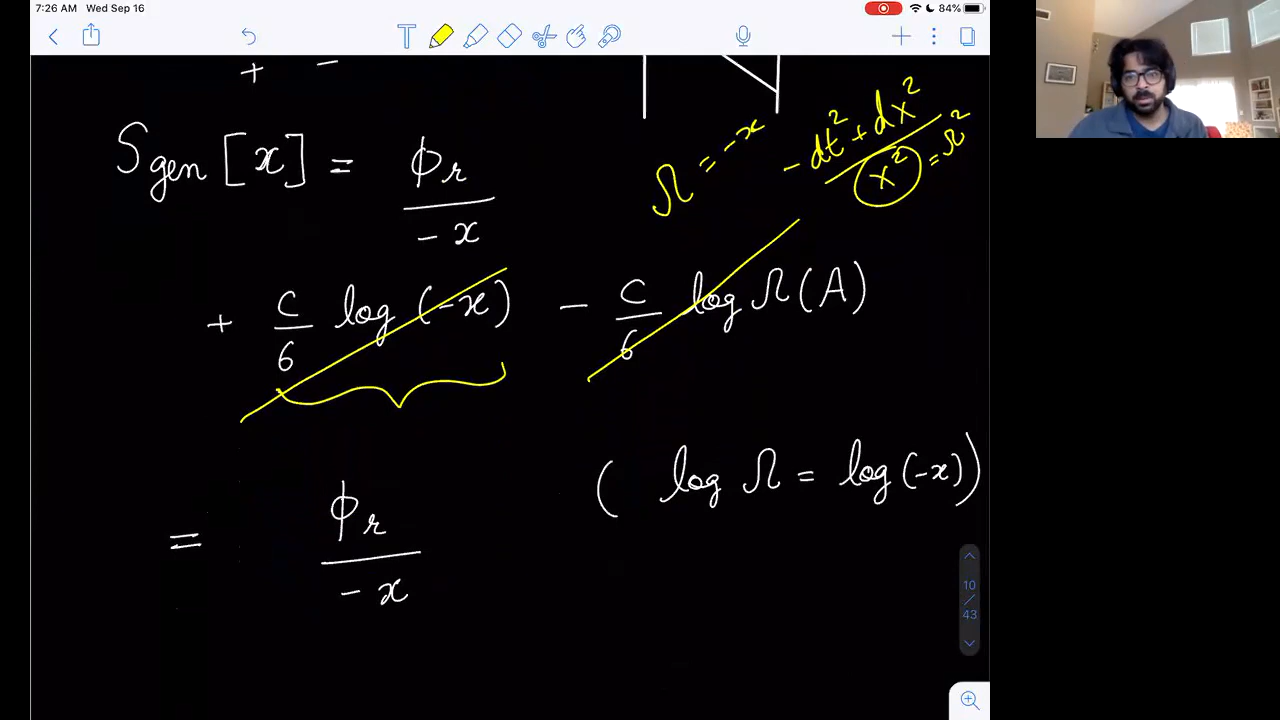 7:26 AM Wed Sep 16
84%
+ −
S_gen [x] = ϕ_r / −x
Ω = −x
−dt² + dx² / x² = Ω²
+ c/6 log (−x) − c/6 log Ω(A)
( log Ω = log (−x))
= ϕ_r / −x
10 / 43